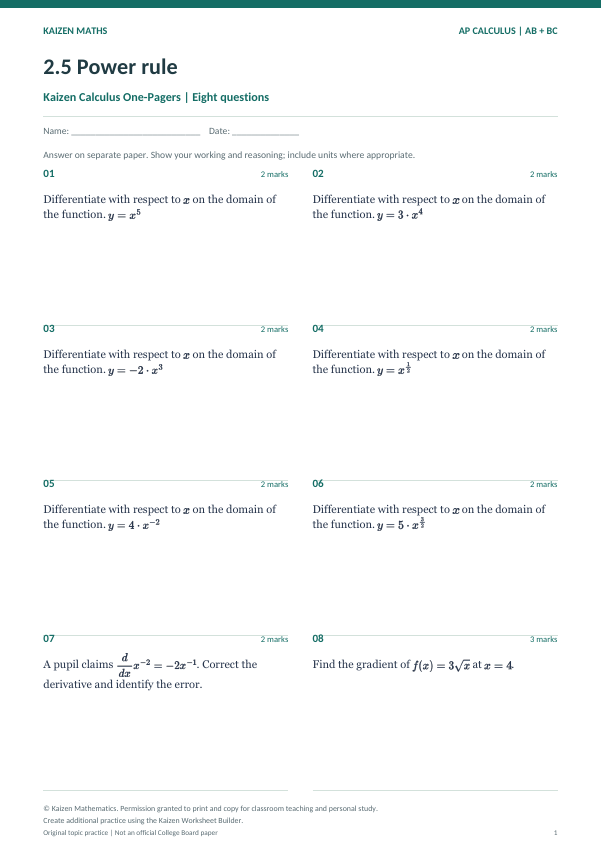 KAIZEN MATHS
AP CALCULUS | AB + BC
2.5 Power rule
Kaizen Calculus One-Pagers | Eight questions
Name: ____________________________ Date: ______________
Answer on separate paper. Show your working and reasoning; include units where appropriate.
01 2 marks
Differentiate with respect to x on the domain of
the function. y = x⁵
02 2 marks
Differentiate with respect to x on the domain of
the function. y = 3 · x⁴
03 2 marks
Differentiate with respect to x on the domain of
the function. y = −2 · x³
04 2 marks
Differentiate with respect to x on the domain of
the function. y = x^(1/2)
05 2 marks
Differentiate with respect to x on the domain of
the function. y = 4 · x⁻²
06 2 marks
Differentiate with respect to x on the domain of
the function. y = 5 · x^(3/2)
07 2 marks
A pupil claims d/dx x⁻² = −2x⁻¹. Correct the
derivative and identify the error.
08 3 marks
Find the gradient of f(x) = 3√x at x = 4.
© Kaizen Mathematics. Permission granted to print and copy for classroom teaching and personal study.
Create additional practice using the Kaizen Worksheet Builder.
Original topic practice | Not an official College Board paper
1